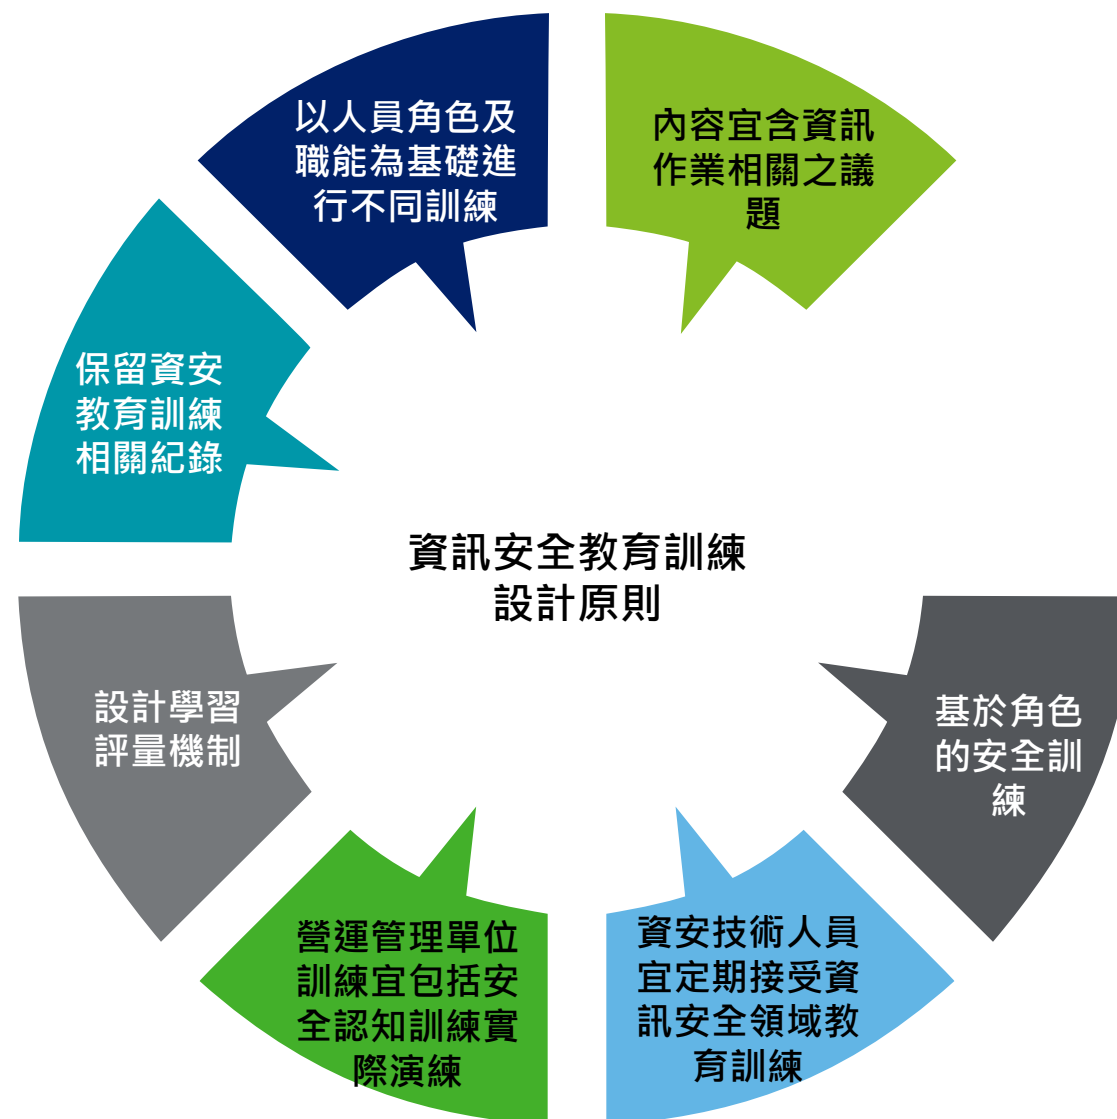 以人員角色及
職能為基礎進
行不同訓練
內容宜含資訊
作業相關之議
題
保留資安
教育訓練
相關紀錄
資訊安全教育訓練
設計原則
設計學習
評量機制
基於角色
的安全訓
練
營運管理單位
訓練宜包括安
全認知訓練實
際演練
資安技術人員
宜定期接受資
訊安全領域教
育訓練